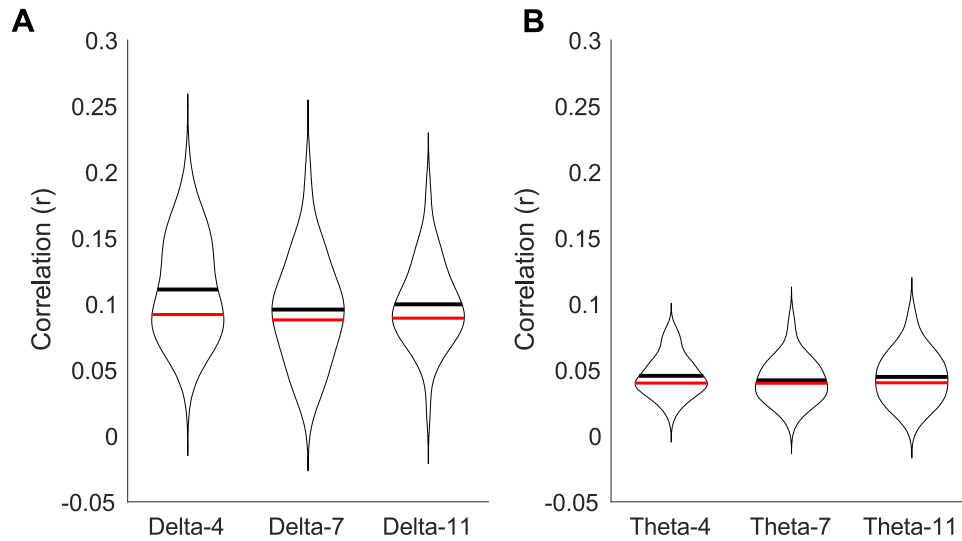 A
0.3
0.25
0.2
0.15
0.1
0.05
0
-0.05
Correlation (r)
Delta-4 Delta-7 Delta-11
B
0.3
0.25
0.2
0.15
0.1
0.05
0
-0.05
Correlation (r)
Theta-4 Theta-7 Theta-11